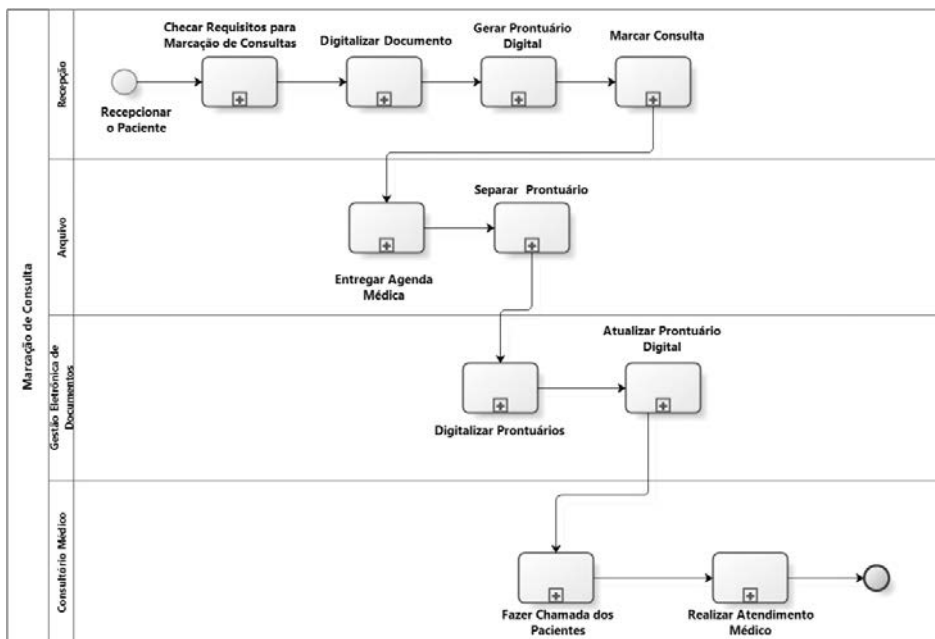 Marcação de Consulta
Recepção
Checar Requisitos para
Marcação de Consultas
Digitalizar Documento
Gerar Prontuário
Digital
Marcar Consulta
Recepcionar
o Paciente
Arquivo
Separar Prontuário
Entregar Agenda
Médica
Gestão Eletrônica de
Documentos
Atualizar Prontuário
Digital
Digitalizar Prontuários
Consultório Médico
Fazer Chamada dos
Pacientes
Realizar Atendimento
Médico